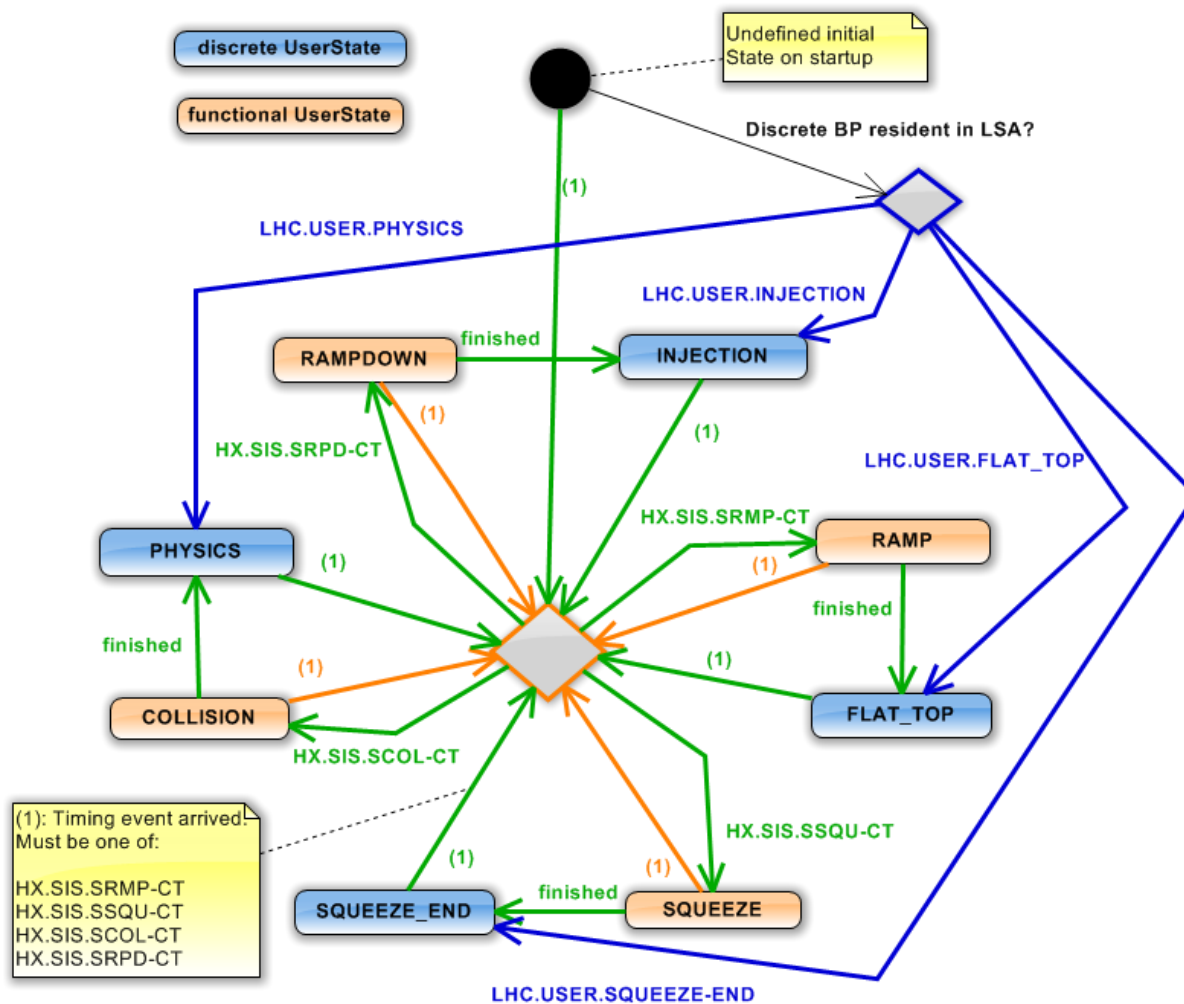 discrete UserState
functional UserState
Undefined initial
State on startup
Discrete BP resident in LSA?
(1)
LHC.USER.PHYSICS
LHC.USER.INJECTION
finished
RAMPDOWN
INJECTION
(1)
(1)
HX.SIS.SRPD-CT
LHC.USER.FLAT_TOP
HX.SIS.SRMP-CT
RAMP
PHYSICS
(1)
(1)
finished
finished
(1)
(1)
COLLISION
FLAT_TOP
HX.SIS.SCOL-CT
(1): Timing event arrived.
Must be one of:
HX.SIS.SRMP-CT
HX.SIS.SSQU-CT
HX.SIS.SCOL-CT
HX.SIS.SRPD-CT
HX.SIS.SSQU-CT
(1)
(1)
finished
SQUEEZE_END
SQUEEZE
LHC.USER.SQUEEZE-END